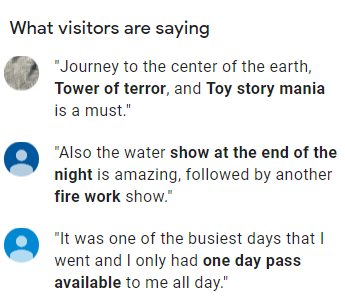 What visitors are saying
"Journey to the center of the earth,
Tower of terror, and Toy story mania
is a must."
"Also the water show at the end of the
night is amazing, followed by another
fire work show."
"It was one of the busiest days that I
went and I only had one day pass
available to me all day."